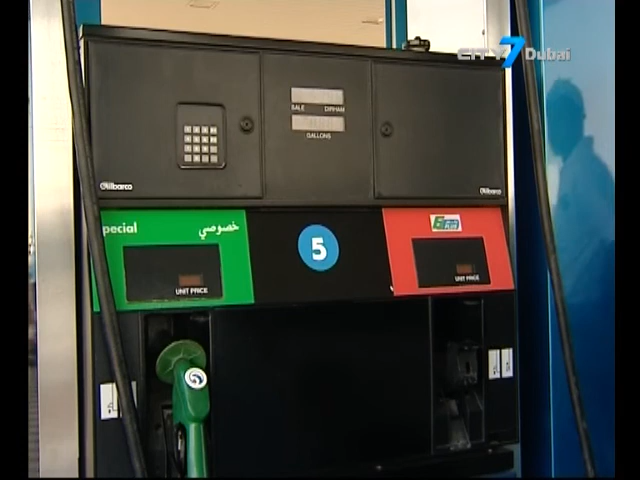 CITY 7 Dubai
SALE DIRHAM
GALLONS
Gilbarco
Gilbarco
pecial
خصوصي
5
UNIT PRICE
UNIT PRICE